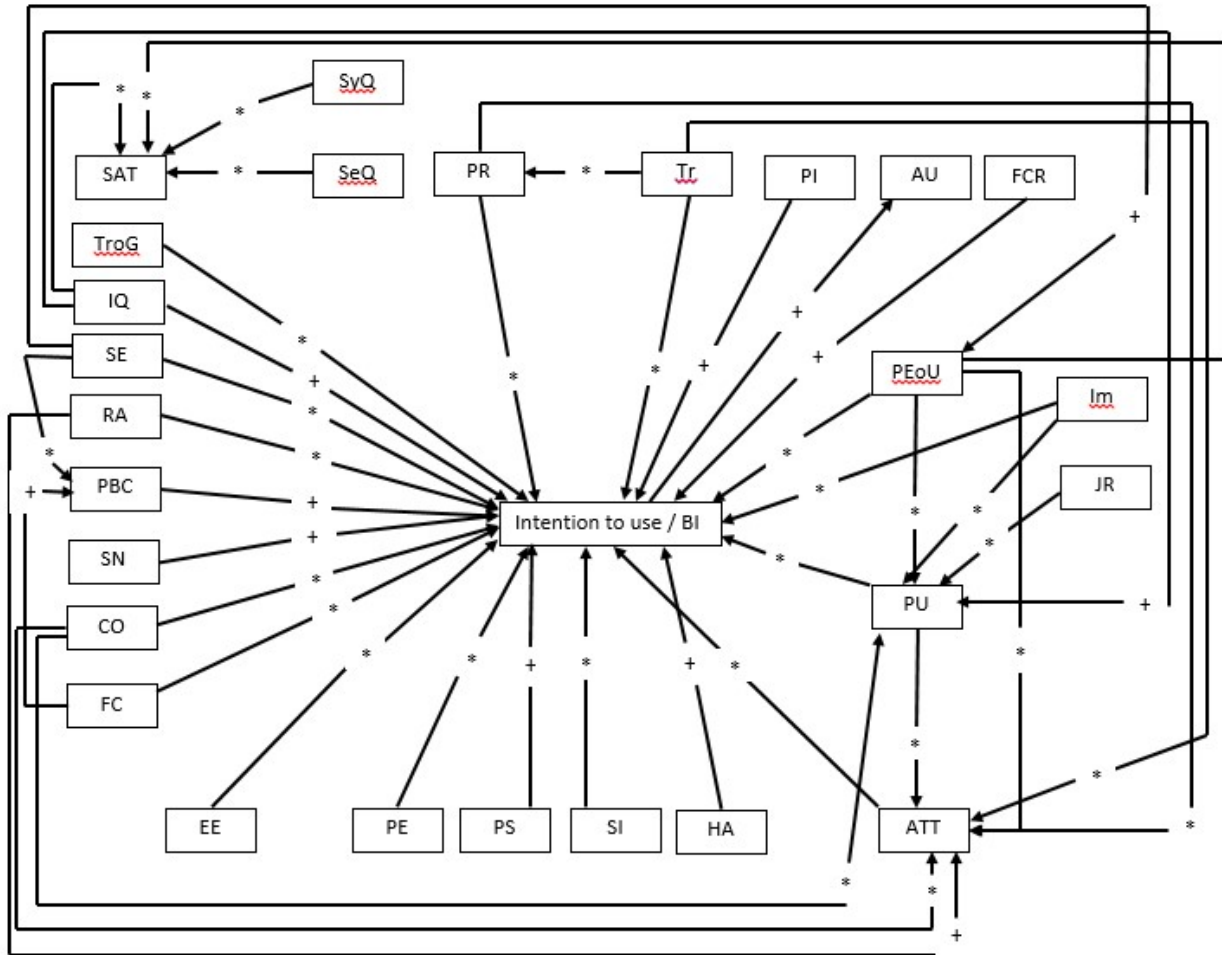 SyQ
*
*
*
SAT
*
SeQ
PR
*
Tr
PI
AU
FCR
+
TroG
IQ
SE
RA
*
+
PBC
SN
CO
FC
*
+
*
*
+
+
*
*
*
*
+
+
+
PEoU
*
*
*
*
*
Im
JR
Intention to use / BI
*
PU
+
*
*
+
*
+
*
*
*
*
*
EE
PE
PS
SI
HA
ATT
*
*
*
+